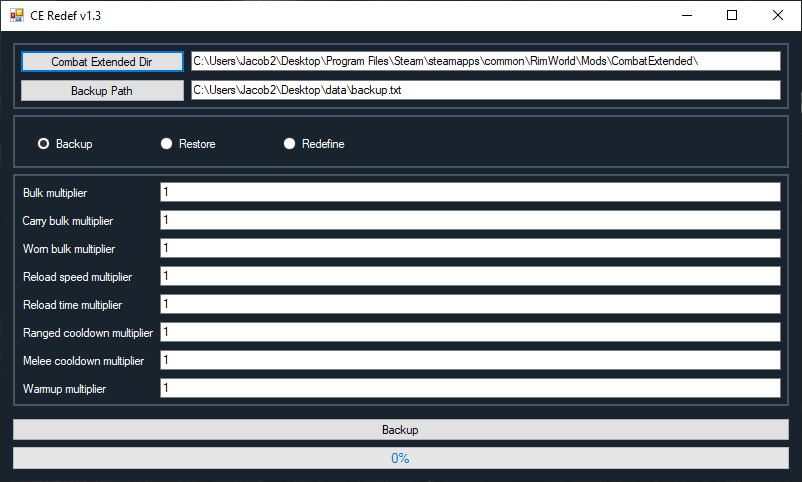 CE Redef v1.3
Combat Extended Dir C:\Users\Jacob2\Desktop\Program Files\Steam\steamapps\common\RimWorld\Mods\CombatExtended\
Backup Path C:\Users\Jacob2\Desktop\data\backup.txt
Backup Restore Redefine
Bulk multiplier 1
Carry bulk multiplier 1
Worn bulk multiplier 1
Reload speed multiplier 1
Reload time multiplier 1
Ranged cooldown multiplier 1
Melee cooldown multiplier 1
Warmup multiplier 1
Backup
0%